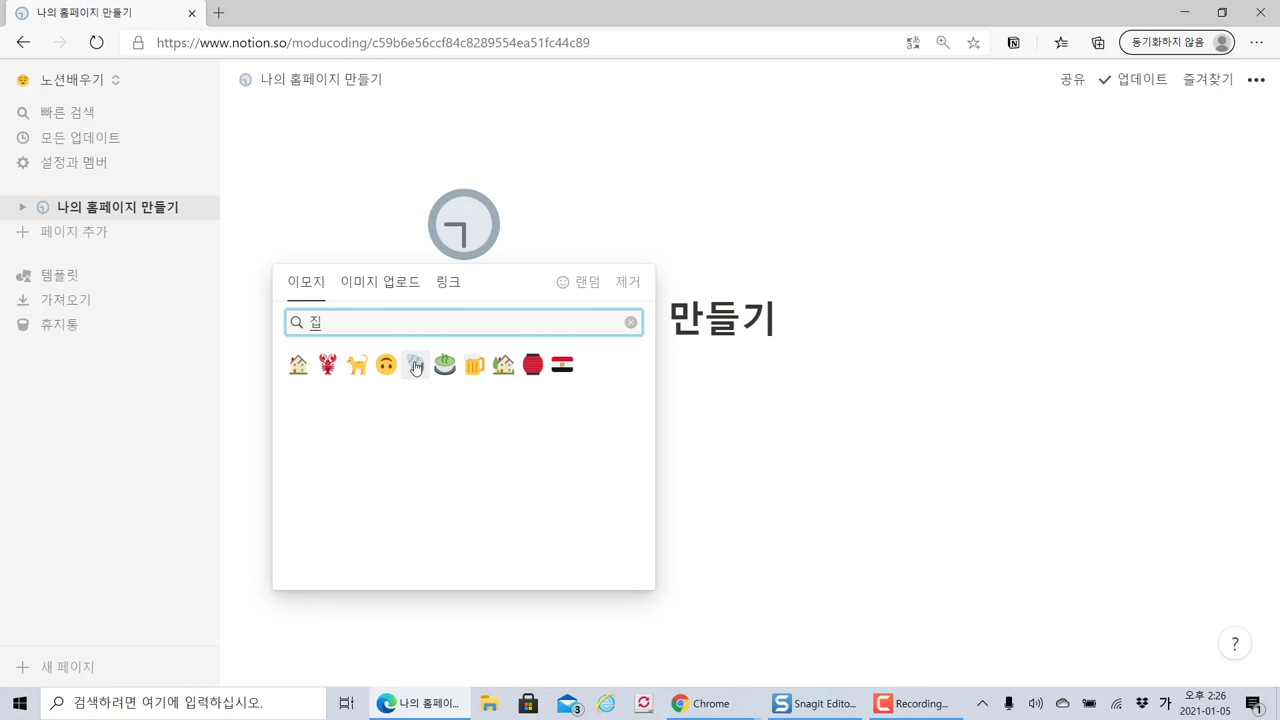 나의 홈페이지 만들기
https://www.notion.so/moducoding/c59b6e56ccf84c8289554ea51fc44c89
동기화하지 않음
노션배우기
빠른 검색
모든 업데이트
설정과 멤버
나의 홈페이지 만들기
페이지 추가
템플릿
가져오기
휴지통
새 페이지
나의 홈페이지 만들기
공유
업데이트
즐겨찾기
이모지
이미지 업로드
링크
랜덤
제거
집
만들기
?
검색하려면 여기에 입력하십시오.
나의 홈페이...
3
Chrome
Snagit Edito...
Recording...
가
오후 2:26
2021-01-05
1